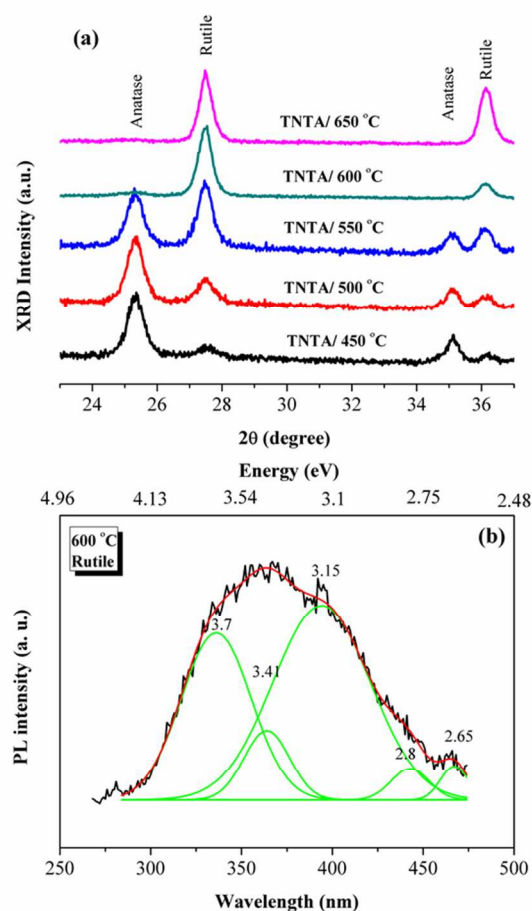 (a)
Anatase
Rutile
Anatase
Rutile
TNTA/ 650 °C
TNTA/ 600 °C
TNTA/ 550 °C
TNTA/ 500 °C
TNTA/ 450 °C
XRD Intensity (a.u.)
24 26 28 30 32 34 36
2θ (degree)
Energy (eV)
4.96 4.13 3.54 3.1 2.75 2.48
600 °C
Rutile
(b)
3.7
3.41
3.15
2.8
2.65
PL intensity (a. u.)
250 300 350 400 450 500
Wavelength (nm)